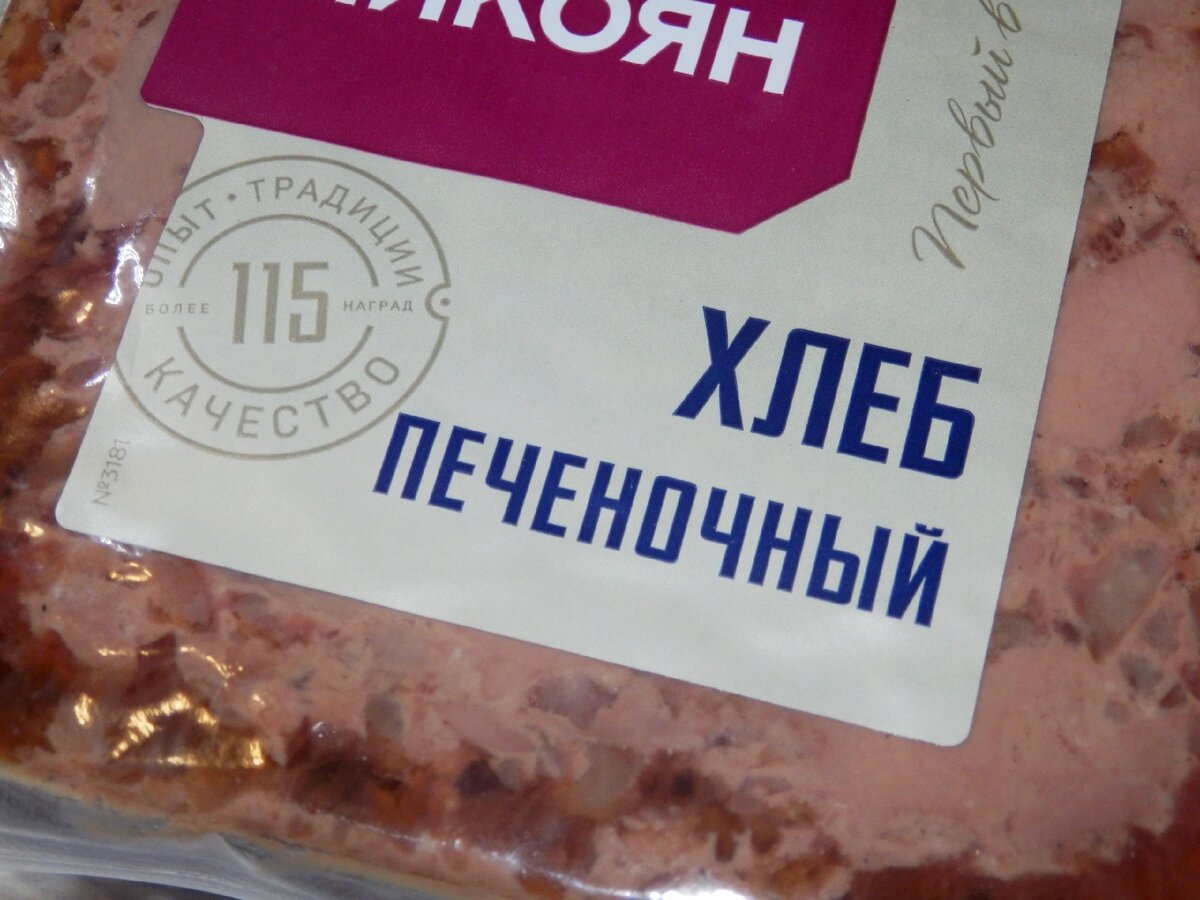 ИКОЯН
Первый в
ОПЫТ • ТРАДИЦИИ
БОЛЕЕ 115 НАГРАД
КАЧЕСТВО
№3181
ХЛЕБ
ПЕЧЕНОЧНЫЙ